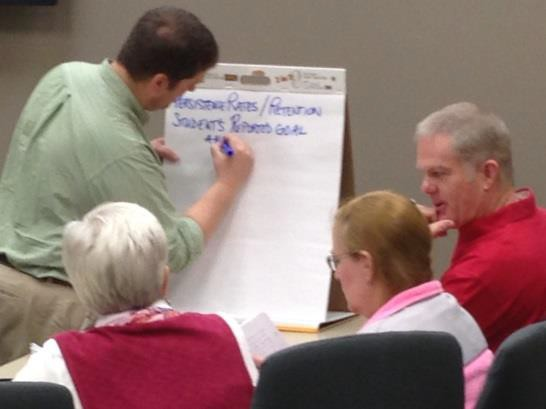 PERSISTENCE RATES / RETENTION
STUDENTS REPORTED GOAL